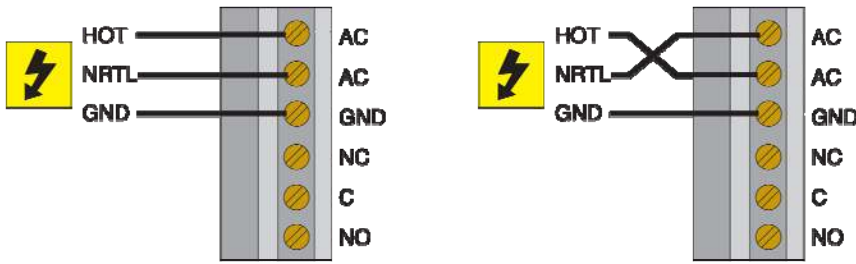 HOT AC
NRTL AC
GND GND
NC
C
NO
HOT AC
NRTL AC
GND GND
NC
C
NO